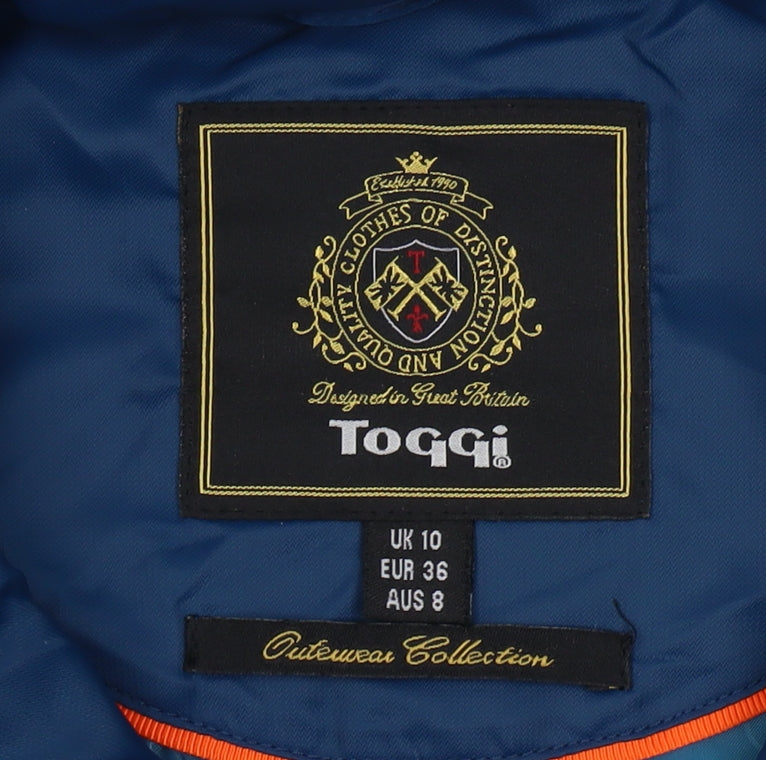 Established 1990
CLOTHES OF DISTINCTION AND QUALITY
T
Designed in Great Britain
ToGGi®
UK 10
EUR 36
AUS 8
Outerwear Collection